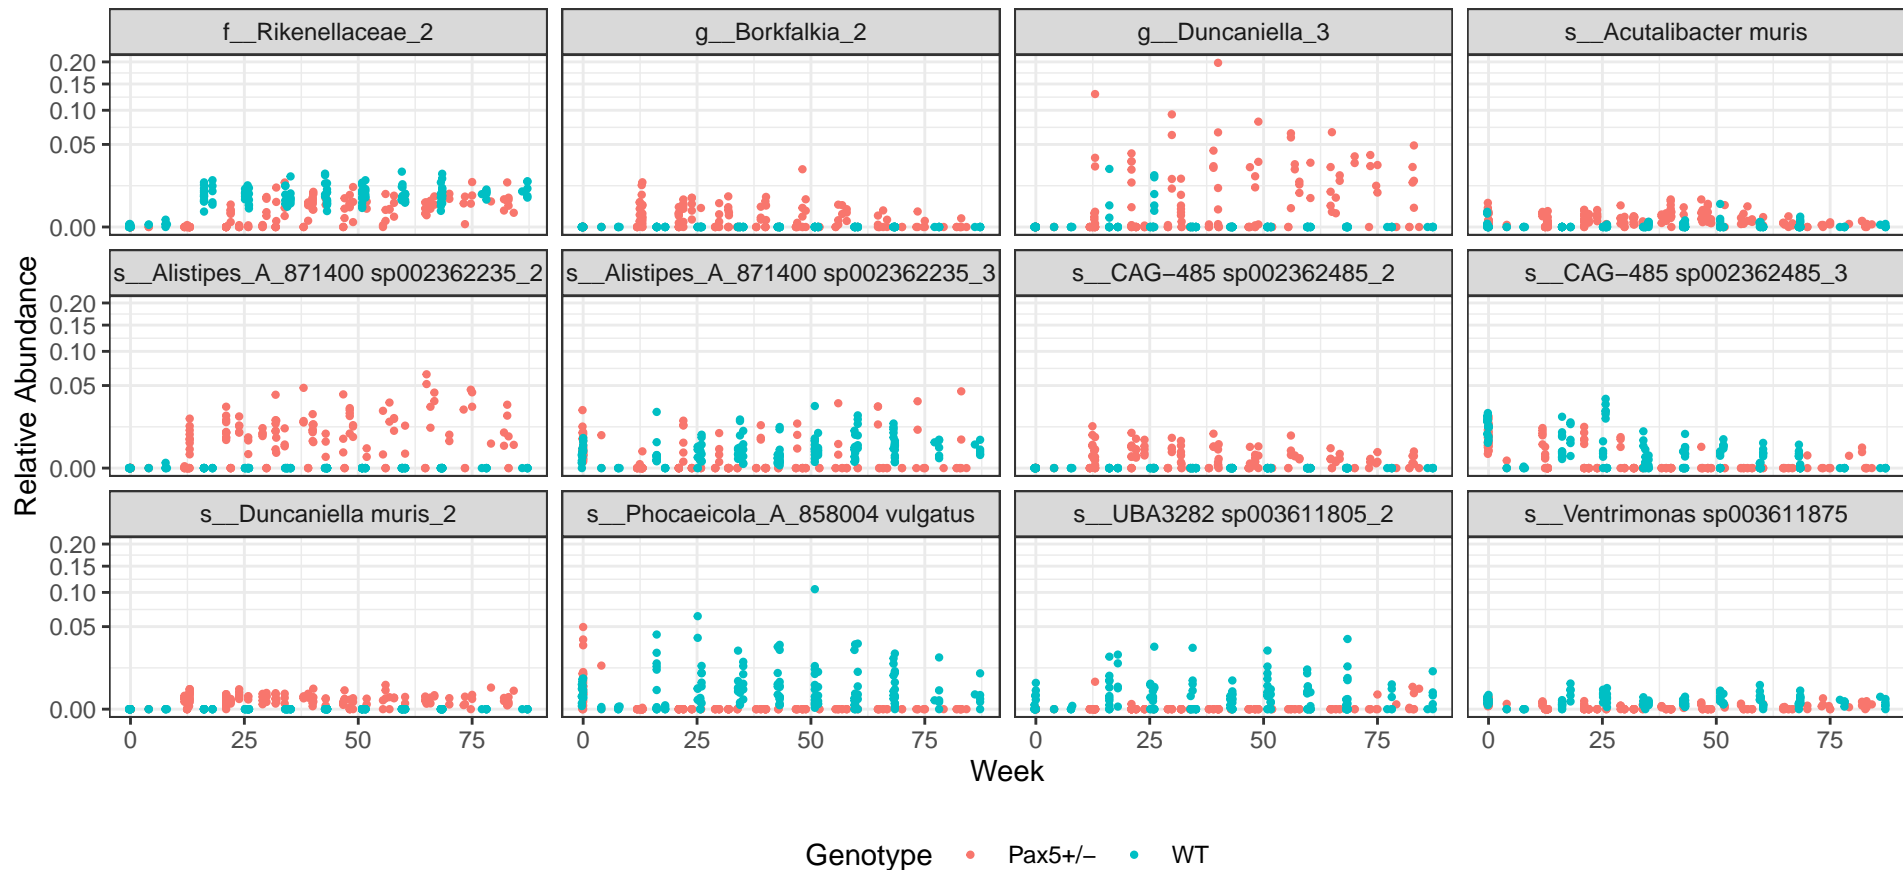 f__Rikenellaceae_2
g__Borkfalkia_2
g__Duncaniella_3
s__Acutalibacter muris
0.20
0.15
0.10
0.05
0.00
s__Alistipes_A_871400 sp002362235_2
s__Alistipes_A_871400 sp002362235_3
s__CAG−485 sp002362485_2
s__CAG−485 sp002362485_3
0.20
0.15
0.10
0.05
0.00
Relative Abundance
s__Duncaniella muris_2
s__Phocaeicola_A_858004 vulgatus
s__UBA3282 sp003611805_2
s__Ventrimonas sp003611875
0.20
0.15
0.10
0.05
0.00
0 25 50 75 0 25 50 75 0 25 50 75 0 25 50 75
Week
Genotype Pax5+/− WT